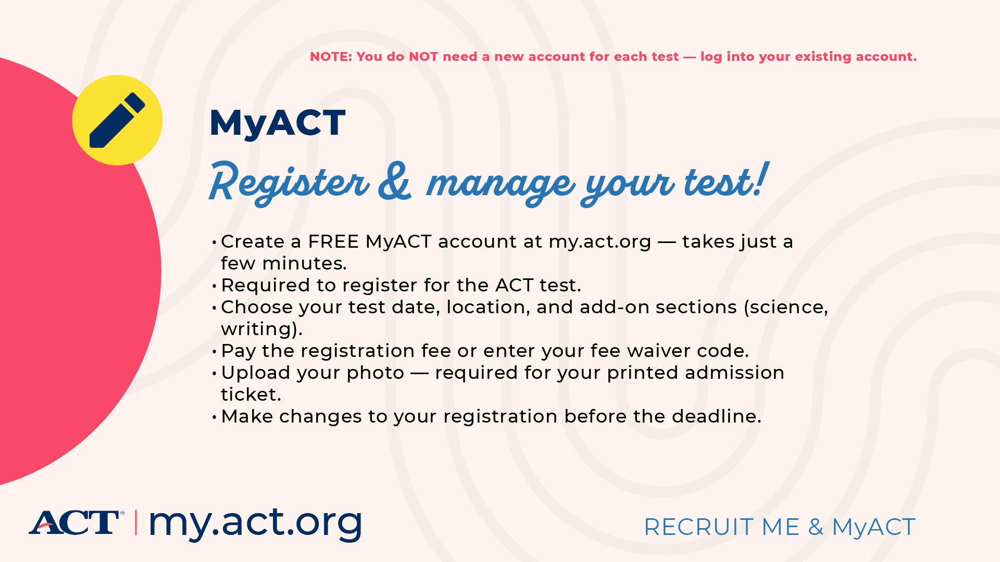 NOTE: You do NOT need a new account for each test — log into your existing account.
MyACT
Register & manage your test!
• Create a FREE MyACT account at my.act.org — takes just a
few minutes.
• Required to register for the ACT test.
• Choose your test date, location, and add-on sections (science,
writing).
• Pay the registration fee or enter your fee waiver code.
• Upload your photo — required for your printed admission
ticket.
• Make changes to your registration before the deadline.
ACT® | my.act.org
RECRUIT ME & MyACT